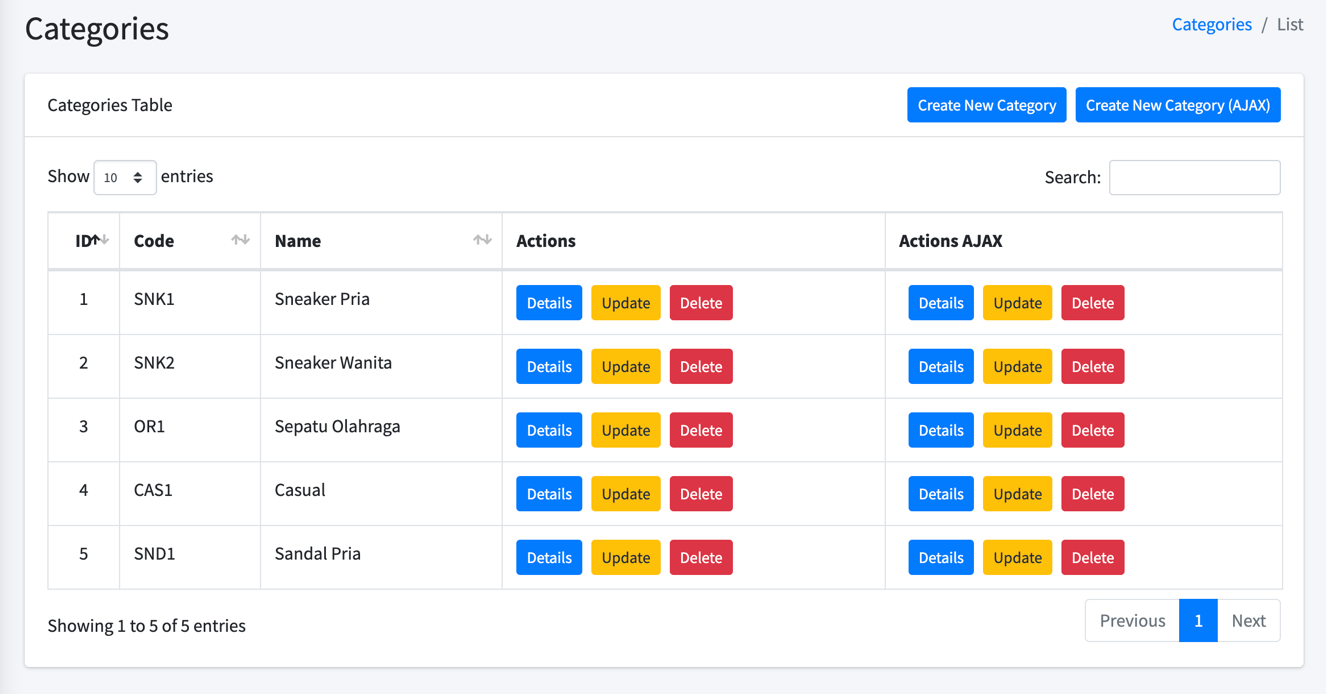 Categories
Categories / List
Categories Table
Create New Category
Create New Category (AJAX)
Show 10 entries
Search:
ID Code Name Actions Actions AJAX
1 SNK1 Sneaker Pria Details Update Delete Details Update Delete
2 SNK2 Sneaker Wanita Details Update Delete Details Update Delete
3 OR1 Sepatu Olahraga Details Update Delete Details Update Delete
4 CAS1 Casual Details Update Delete Details Update Delete
5 SND1 Sandal Pria Details Update Delete Details Update Delete
Showing 1 to 5 of 5 entries
Previous 1 Next